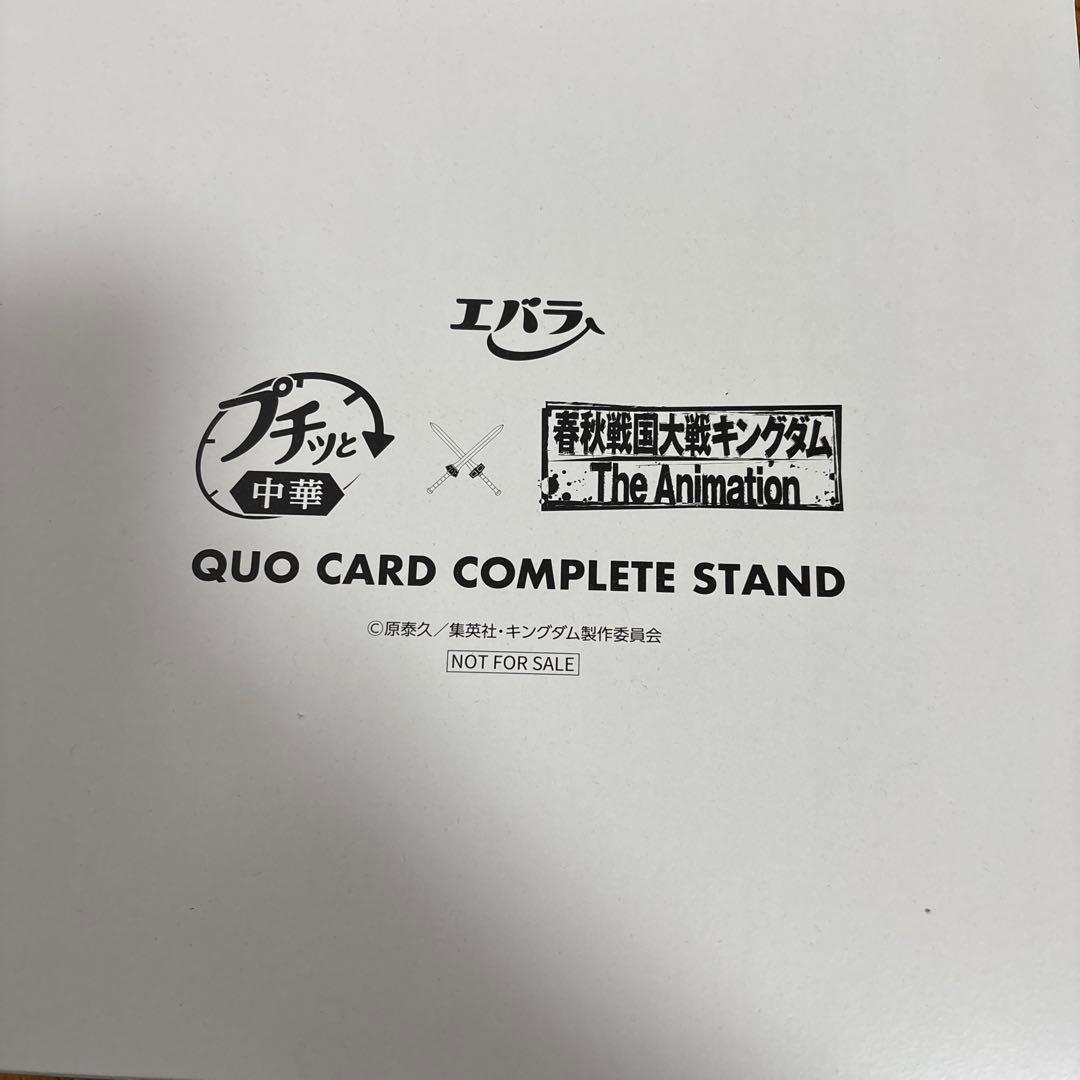 エバラ
プチッと
中華
春秋戦国大戦キングダム
The Animation
QUO CARD COMPLETE STAND
©原泰久／集英社・キングダム製作委員会
NOT FOR SALE